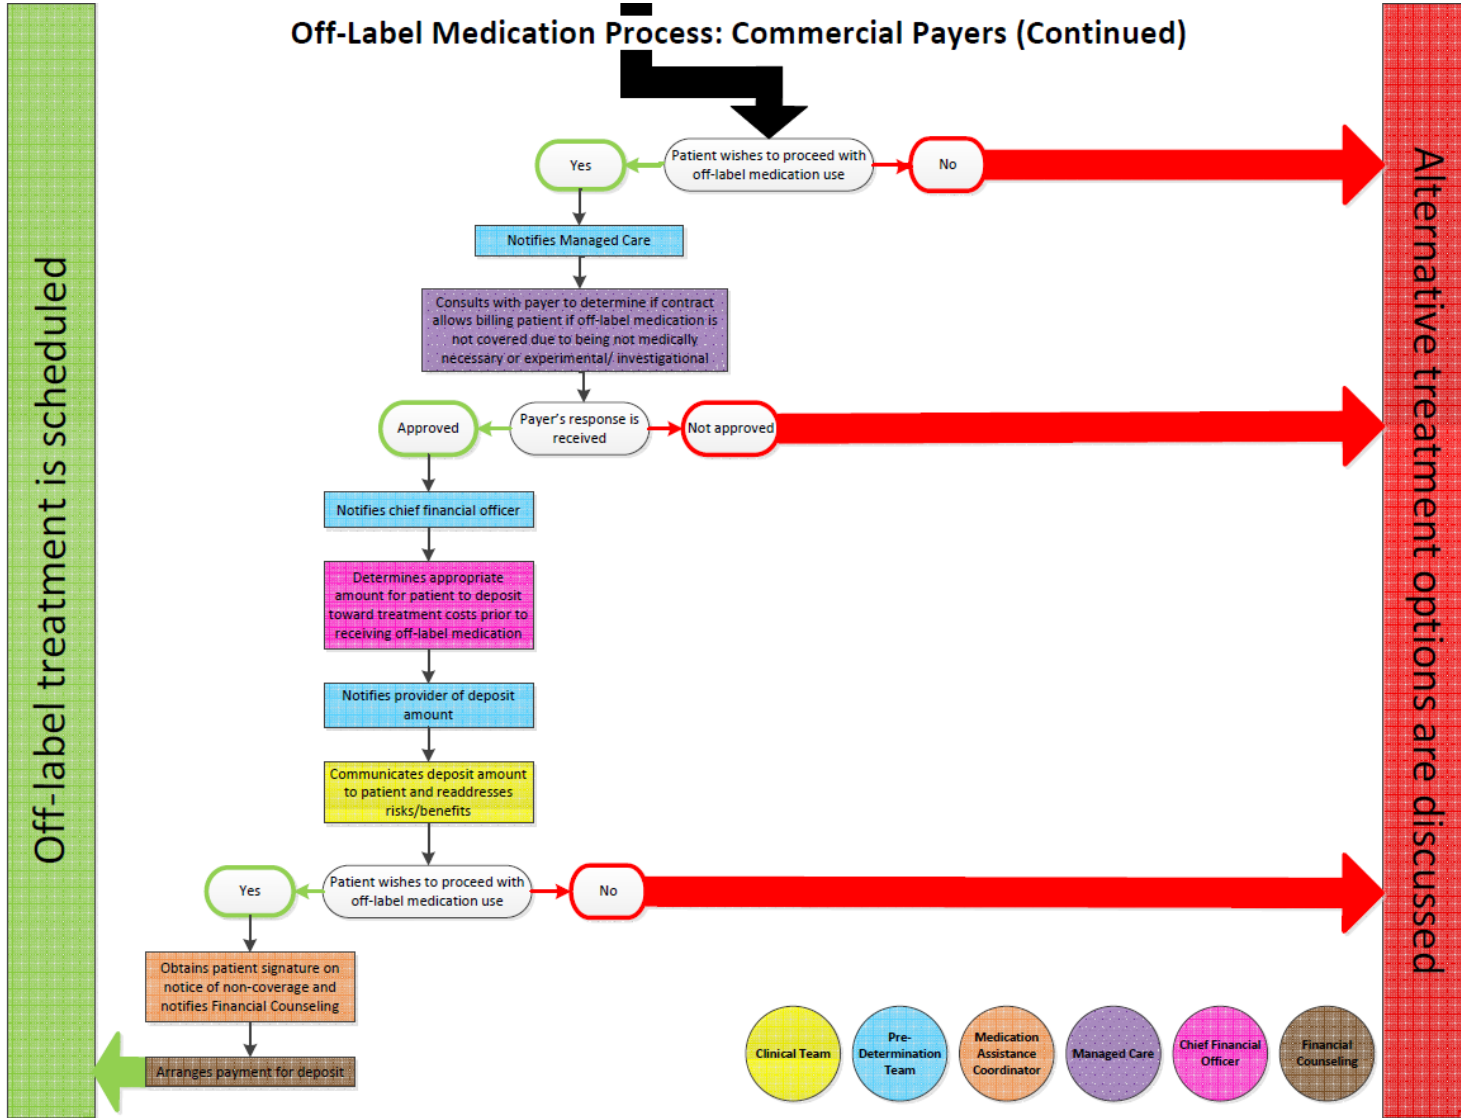 Off-Label Medication Process: Commercial Payers (Continued)
Patient wishes to proceed with
off-label medication use
Yes
No
Notifies Managed Care
Consults with payer to determine if contract
allows billing patient if off-label medication is
not covered due to being not medically
necessary or experimental/ investigational
Payer's response is
received
Approved
Not approved
Notifies chief financial officer
Determines appropriate
amount for patient to deposit
toward treatment costs prior to
receiving off-label medication
Notifies provider of deposit
amount
Communicates deposit amount
to patient and readdresses
risks/benefits
Patient wishes to proceed with
off-label medication use
Yes
No
Obtains patient signature on
notice of non-coverage and
notifies Financial Counseling
Arranges payment for deposit
Off-label treatment is scheduled
Alternative treatment options are discussed
Clinical Team
Pre-
Determination
Team
Medication
Assistance
Coordinator
Managed Care
Chief Financial
Officer
Financial
Counseling